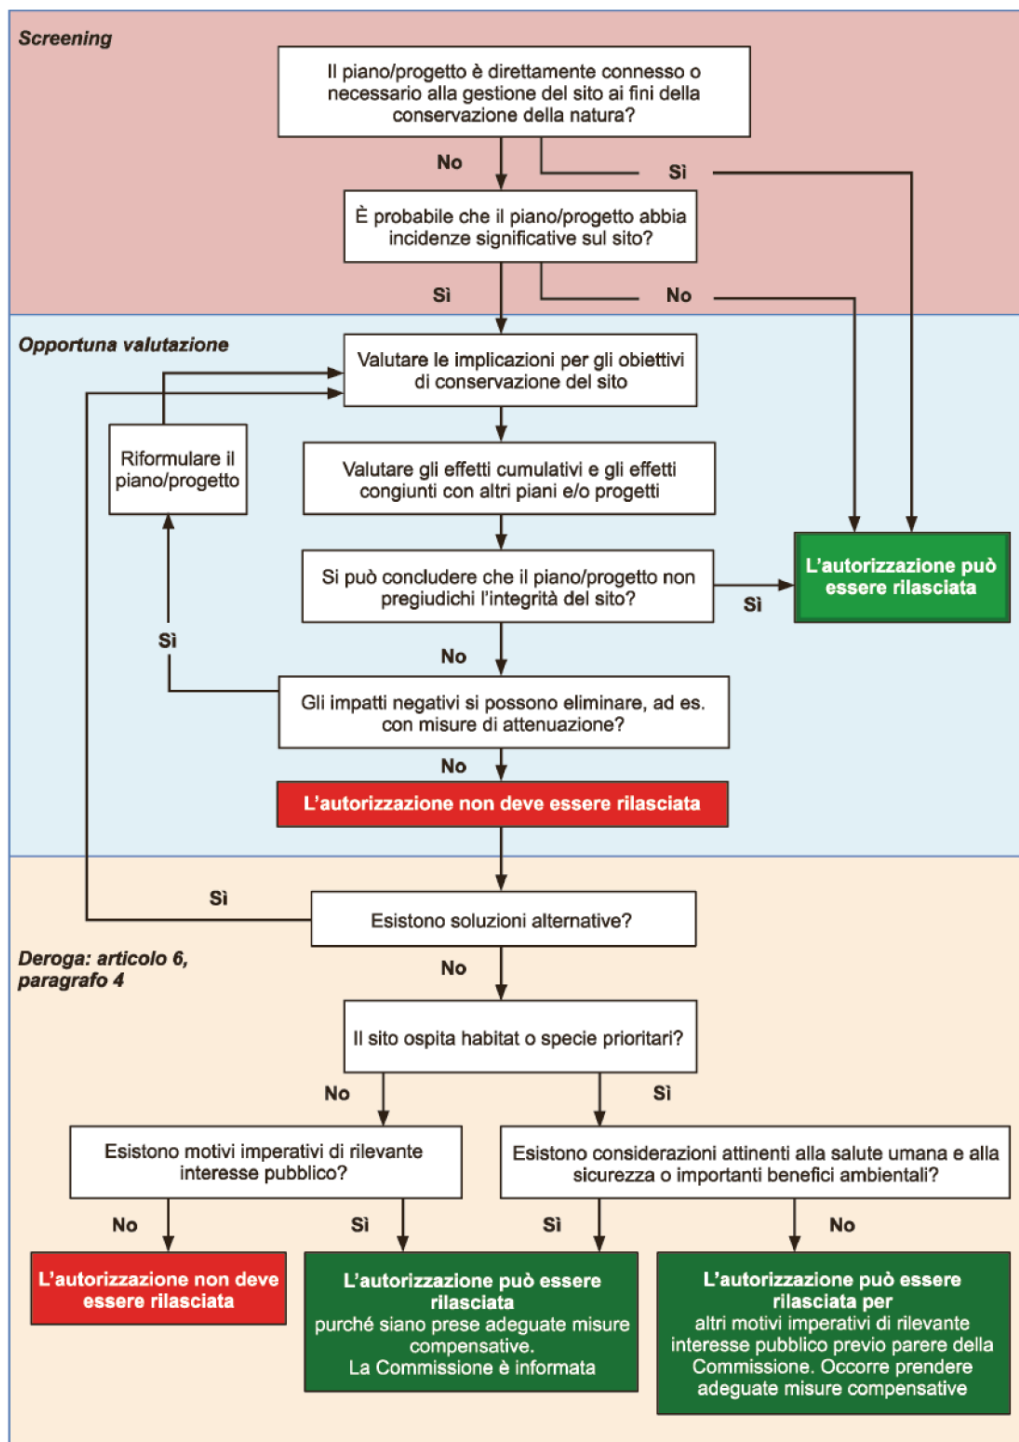 Screening
Il piano/progetto è direttamente connesso o
necessario alla gestione del sito ai fini della
conservazione della natura?
No
Sì
È probabile che il piano/progetto abbia
incidenze significative sul sito?
Sì
No
Opportuna valutazione
Valutare le implicazioni per gli obiettivi
di conservazione del sito
Riformulare il
piano/progetto
Valutare gli effetti cumulativi e gli effetti
congiunti con altri piani e/o progetti
L'autorizzazione può
essere rilasciata
Si può concludere che il piano/progetto non
pregiudichi l'integrità del sito?
Sì
Sì
No
Gli impatti negativi si possono eliminare, ad es.
con misure di attenuazione?
No
L'autorizzazione non deve essere rilasciata
Sì
Esistono soluzioni alternative?
Deroga: articolo 6,
paragrafo 4
No
Il sito ospita habitat o specie prioritari?
No
Sì
Esistono motivi imperativi di rilevante
interesse pubblico?
Esistono considerazioni attinenti alla salute umana e alla
sicurezza o importanti benefici ambientali?
No
Sì
Sì
No
L'autorizzazione non deve
essere rilasciata
L'autorizzazione può essere
rilasciata
purché siano prese adeguate misure
compensative.
La Commissione è informata
L'autorizzazione può essere
rilasciata per
altri motivi imperativi di rilevante
interesse pubblico previo parere della
Commissione. Occorre prendere
adeguate misure compensative